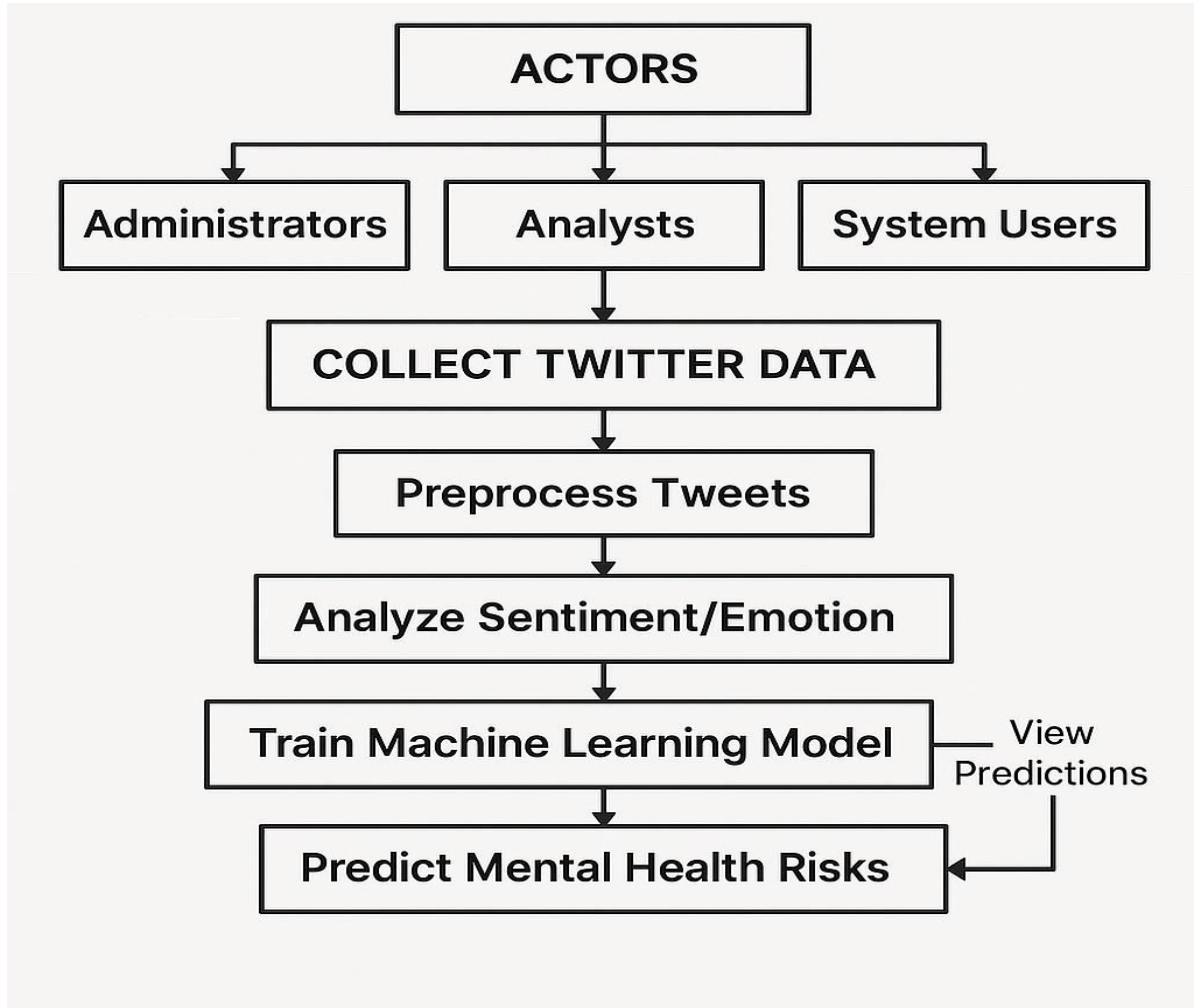 ACTORS
Administrators
Analysts
System Users
COLLECT TWITTER DATA
Preprocess Tweets
Analyze Sentiment/Emotion
Train Machine Learning Model
View
Predictions
Predict Mental Health Risks